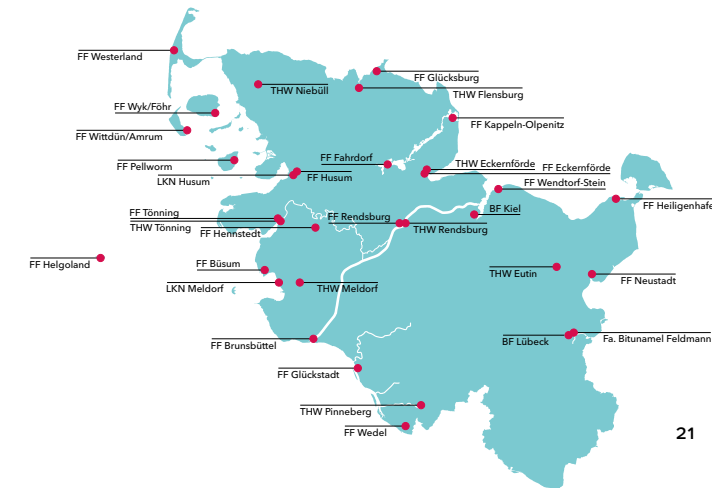 FF Westerland
FF Glücksburg
THW Niebüll
THW Flensburg
FF Wyk/Föhr
FF Kappeln-Olpenitz
FF Wittdün/Amrum
FF Pellworm
FF Fahrdorf
THW Eckernförde
FF Eckernförde
LKN Husum
FF Husum
FF Wendtorf-Stein
FF Heiligenhafe
FF Tönning
FF Rendsburg
BF Kiel
THW Tönning
FF Hennstedt
THW Rendsburg
FF Helgoland
FF Büsum
THW Eutin
FF Neustadt
LKN Meldorf
THW Meldorf
FF Brunsbüttel
BF Lübeck
Fa. Bitunamel Feldmann
FF Glückstadt
THW Pinneberg
FF Wedel
21